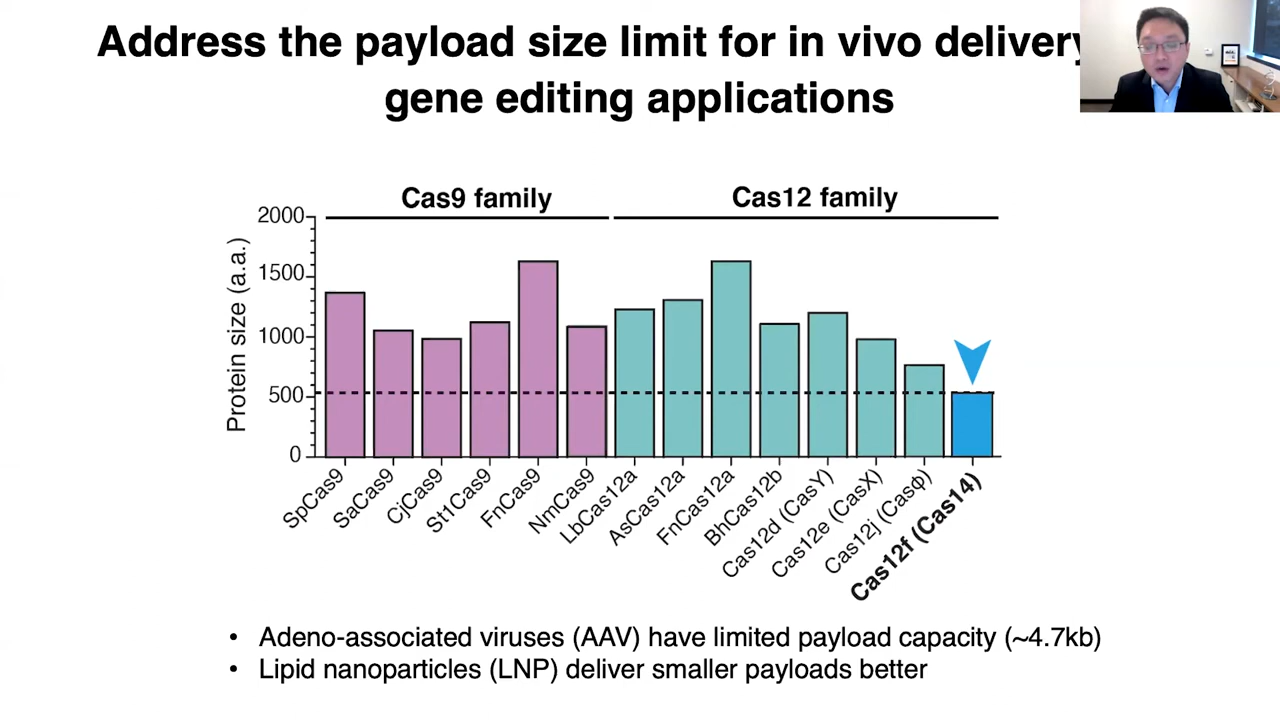 Address the payload size limit for in vivo delivery
gene editing applications
Cas9 family
Cas12 family
Protein size (a.a.)
2000
1500
1000
500
0
SpCas9
SaCas9
CjCas9
St1Cas9
FnCas9
NmCas9
LbCas12a
AsCas12a
FnCas12a
BhCas12b
Cas12d (CasY)
Cas12e (CasX)
Cas12j (Casφ)
Cas12f (Cas14)
• Adeno-associated viruses (AAV) have limited payload capacity (~4.7kb)
• Lipid nanoparticles (LNP) deliver smaller payloads better